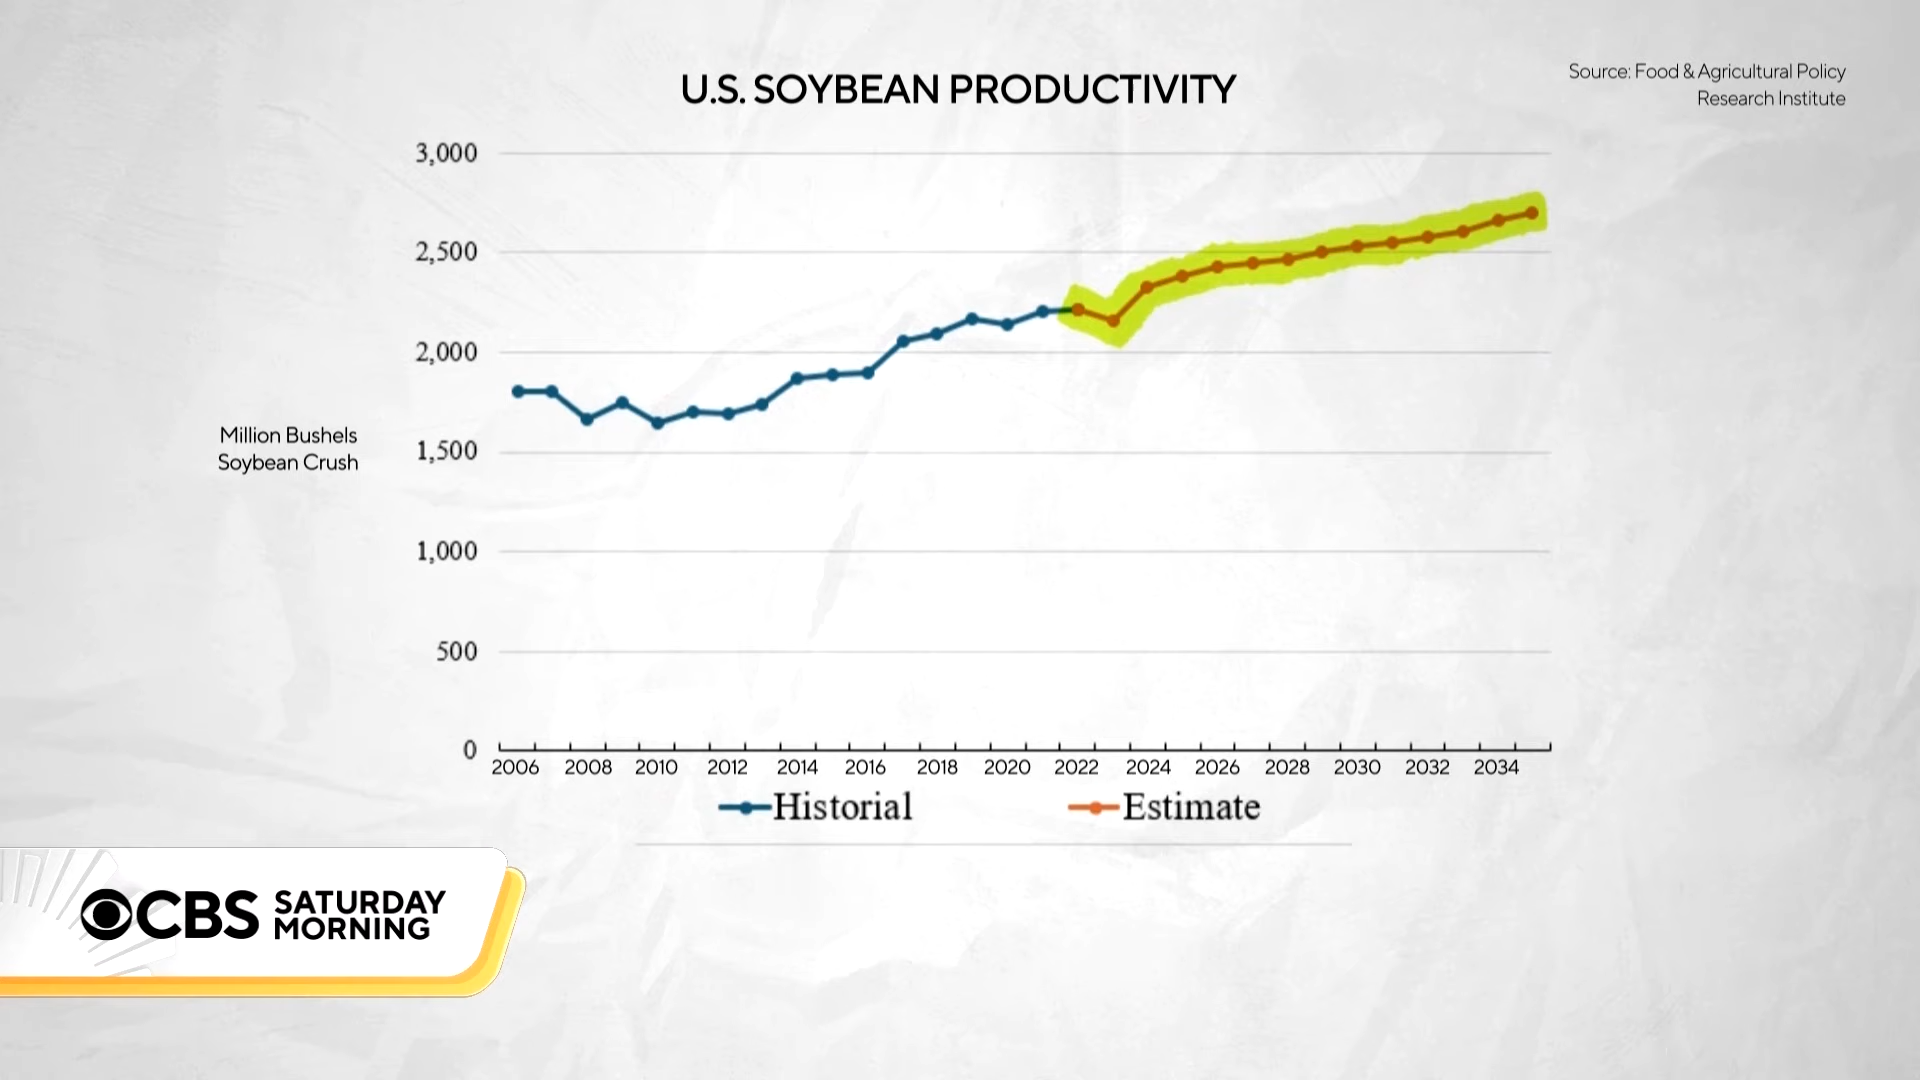 U.S. SOYBEAN PRODUCTIVITY
Source: Food & Agricultural Policy
Research Institute
3,000
2,500
2,000
Million Bushels
Soybean Crush
1,500
1,000
500
0
2006 2008 2010 2012 2014 2016 2018 2020 2022 2024 2026 2028 2030 2032 2034
Historial Estimate
CBS SATURDAY
MORNING